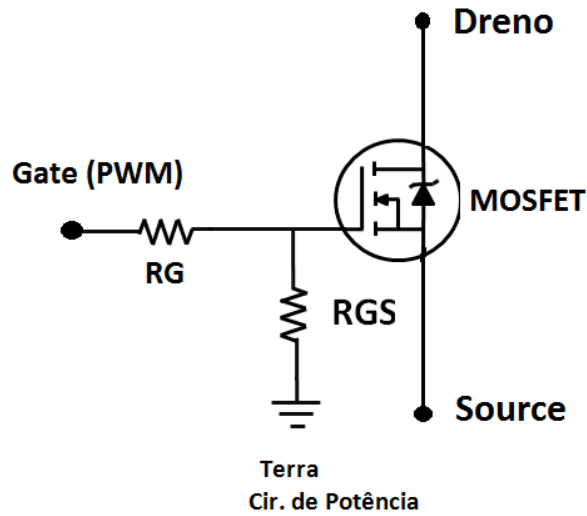 Dreno
Gate (PWM)
MOSFET
RG
RGS
Source
Terra
Cir. de Potência